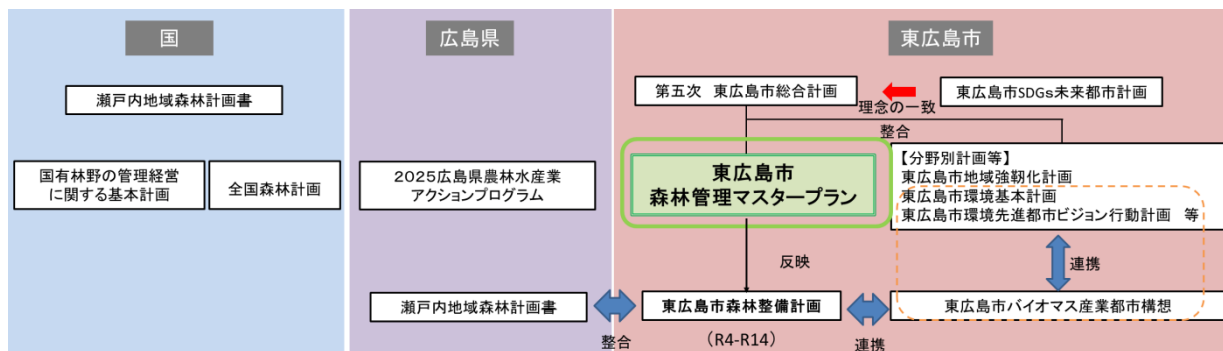 国
瀬戸内地域森林計画書
国有林野の管理経営
に関する基本計画
全国森林計画
広島県
2025広島県農林水産業
アクションプログラム
瀬戸内地域森林計画書
整合
東広島市
第五次 東広島市総合計画
理念の一致
東広島市SDGs未来都市計画
整合
東広島市
森林管理マスタープラン
【分野別計画等】
東広島市地域強靭化計画
東広島市環境基本計画
東広島市環境先進都市ビジョン行動計画 等
反映
連携
東広島市森林整備計画
(R4-R14)
連携
東広島市バイオマス産業都市構想